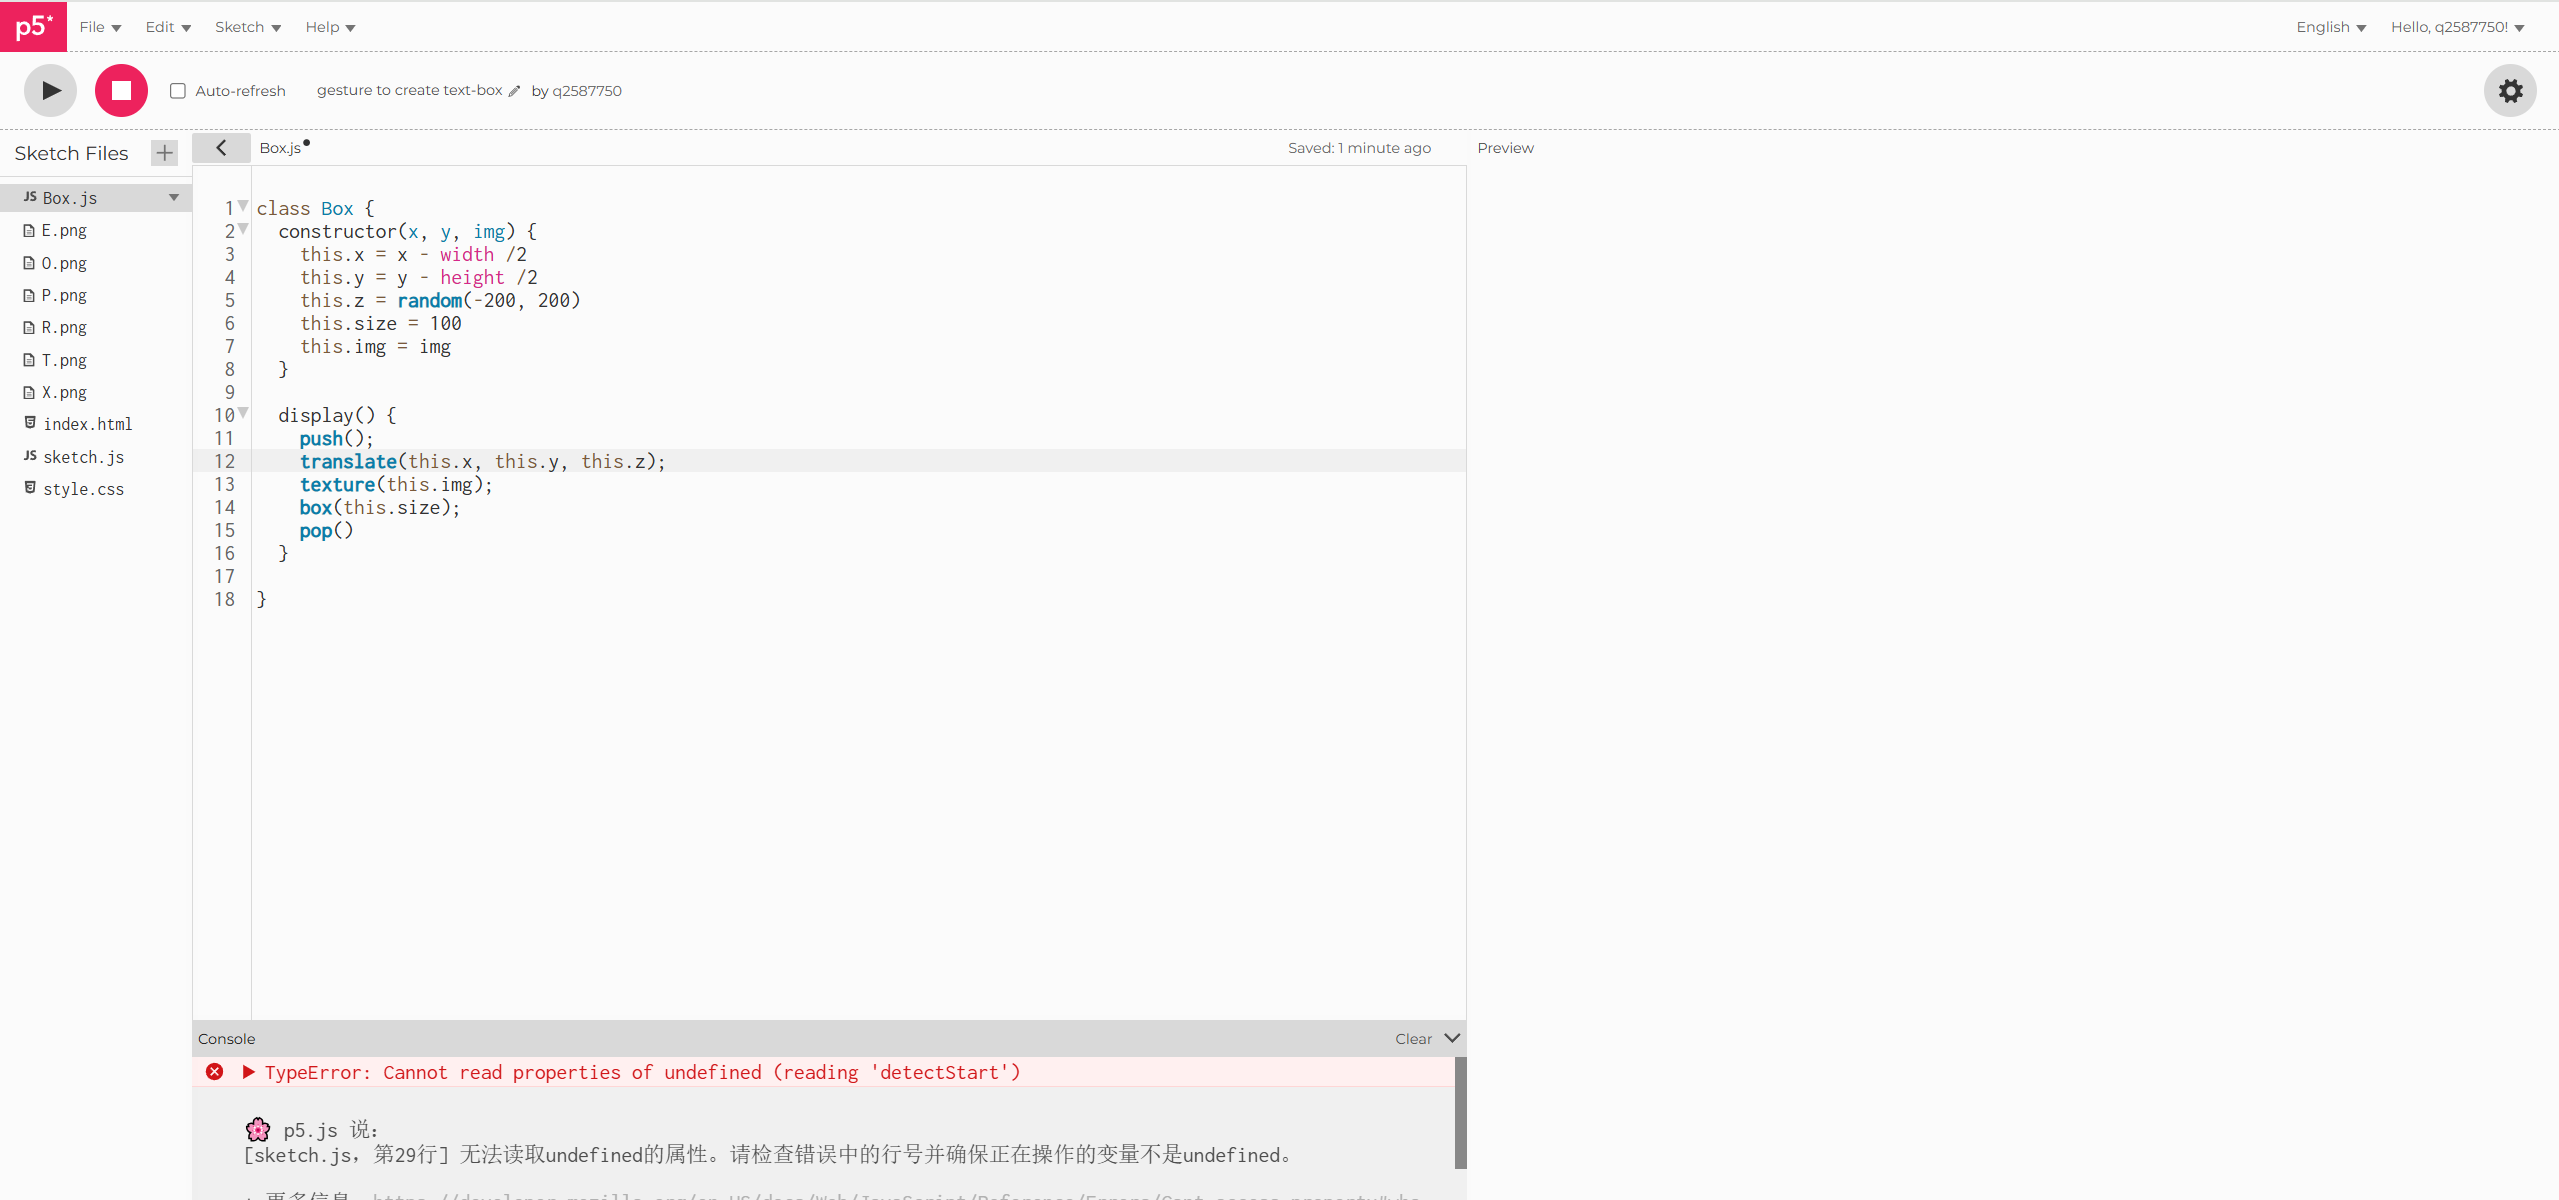 p5* File Edit Sketch Help English Hello, q2587750!
Auto-refresh gesture to create text-box by q2587750
Sketch Files
Box.js
E.png
O.png
P.png
R.png
T.png
X.png
index.html
sketch.js
style.css
Box.js Saved: 1 minute ago Preview
1 class Box {
2 constructor(x, y, img) {
3 this.x = x - width /2
4 this.y = y - height /2
5 this.z = random(-200, 200)
6 this.size = 100
7 this.img = img
8 }
9
10 display() {
11 push();
12 translate(this.x, this.y, this.z);
13 texture(this.img);
14 box(this.size);
15 pop()
16 }
17
18 }
Console Clear
TypeError: Cannot read properties of undefined (reading 'detectStart')
🌸 p5.js 说:
[sketch.js, 第29行] 无法读取undefined的属性。请检查错误中的行号并确保正在操作的变量不是undefined。